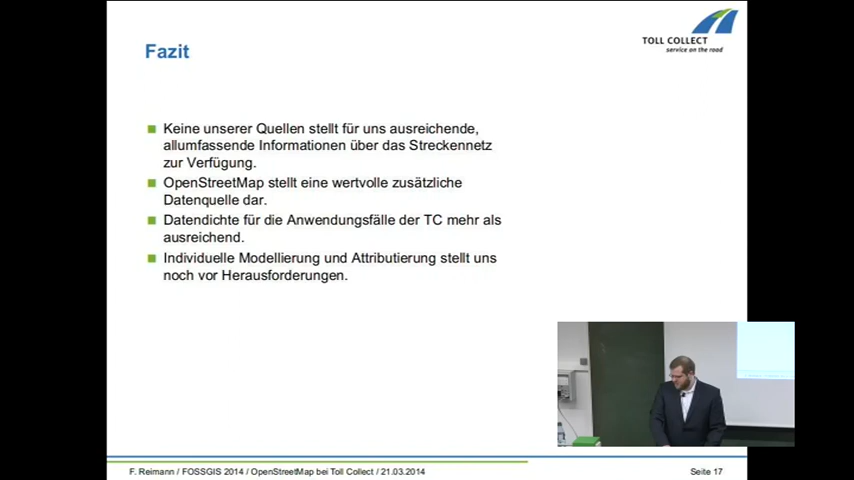 TOLL COLLECT
service on the road
Fazit
Keine unserer Quellen stellt für uns ausreichende,
allumfassende Informationen über das Streckennetz
zur Verfügung.
OpenStreetMap stellt eine wertvolle zusätzliche
Datenquelle dar.
Datendichte für die Anwendungsfälle der TC mehr als
ausreichend.
Individuelle Modellierung und Attributierung stellt uns
noch vor Herausforderungen.
F. Reimann / FOSSGIS 2014 / OpenStreetMap bei Toll Collect / 21.03.2014
Seite 17